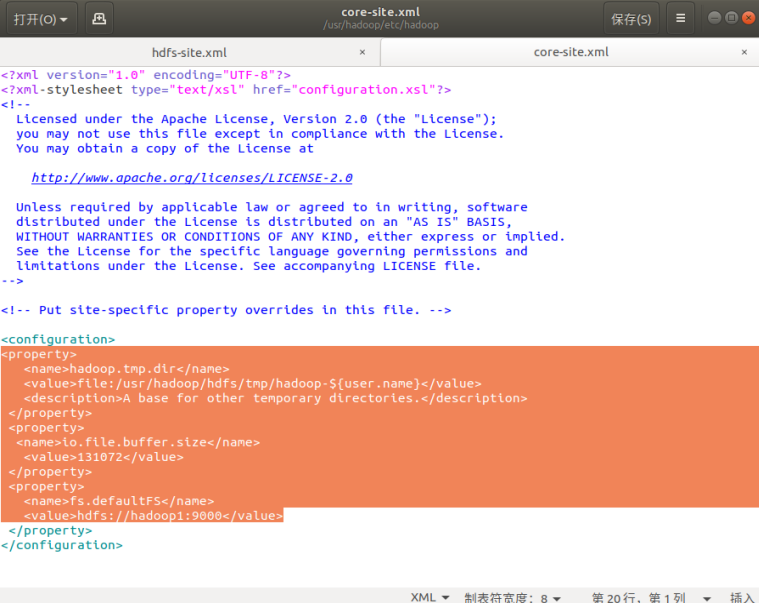 打开(O)
core-site.xml
/usr/hadoop/etc/hadoop
保存(S)
hdfs-site.xml ×
core-site.xml ×
<?xml version="1.0" encoding="UTF-8"?>
<?xml-stylesheet type="text/xsl" href="configuration.xsl"?>
<!--
  Licensed under the Apache License, Version 2.0 (the "License");
  you may not use this file except in compliance with the License.
  You may obtain a copy of the License at

    http://www.apache.org/licenses/LICENSE-2.0

  Unless required by applicable law or agreed to in writing, software
  distributed under the License is distributed on an "AS IS" BASIS,
  WITHOUT WARRANTIES OR CONDITIONS OF ANY KIND, either express or implied.
  See the License for the specific language governing permissions and
  limitations under the License. See accompanying LICENSE file.
-->

<!-- Put site-specific property overrides in this file. -->

<configuration>
<property>
   <name>hadoop.tmp.dir</name>
   <value>file:/usr/hadoop/hdfs/tmp/hadoop-${user.name}</value>
   <description>A base for other temporary directories.</description>
 </property>
 <property>
  <name>io.file.buffer.size</name>
   <value>131072</value>
 </property>
 <property>
   <name>fs.defaultFS</name>
   <value>hdfs://hadoop1:9000</value>
 </property>
</configuration>
XML 制表符宽度：8 第 20 行，第 1 列 插入